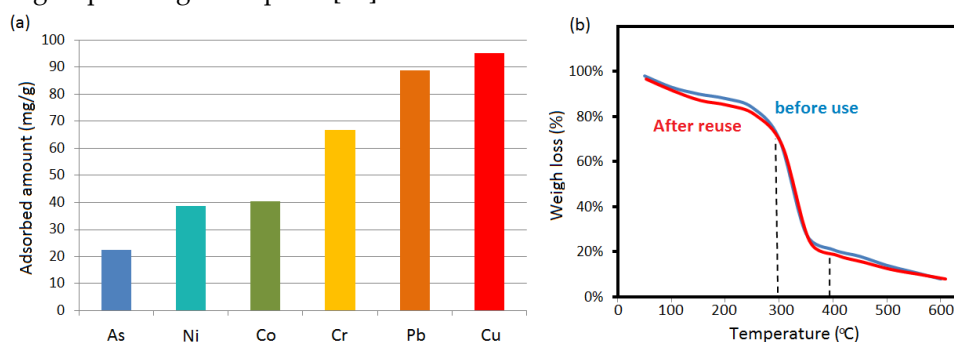 (a)
Adsorbed amount (mg/g)
100
90
80
70
60
50
40
30
20
10
0
As Ni Co Cr Pb Cu
(b)
Weigh loss (%)
100%
80%
60%
40%
20%
0%
before use
After reuse
0 100 200 300 400 500 600
Temperature (ºC)